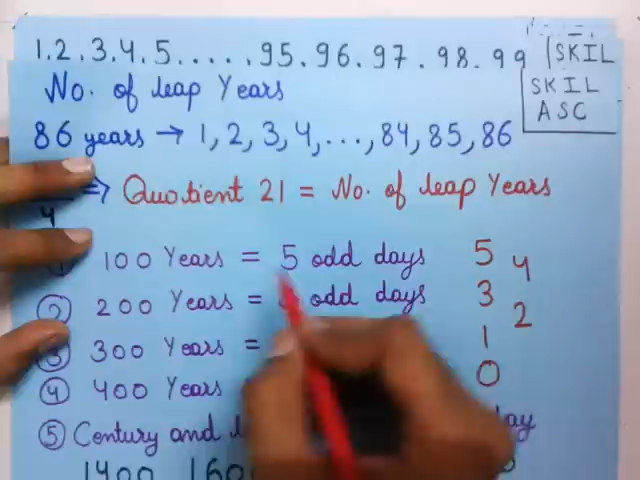 1.2.3.4.5.....95.96.97.98.99
SKIL
SKIL
ASC
No. of leap Years
86 years → 1, 2, 3, 4, ..., 84, 85, 86
4
⇒ Quotient 21 = No. of leap Years
100 Years = 5 odd days
② 200 Years = odd days
③ 300 Years =
④ 400 Years
⑤ Century and
1400
5
3
1
0
4
2